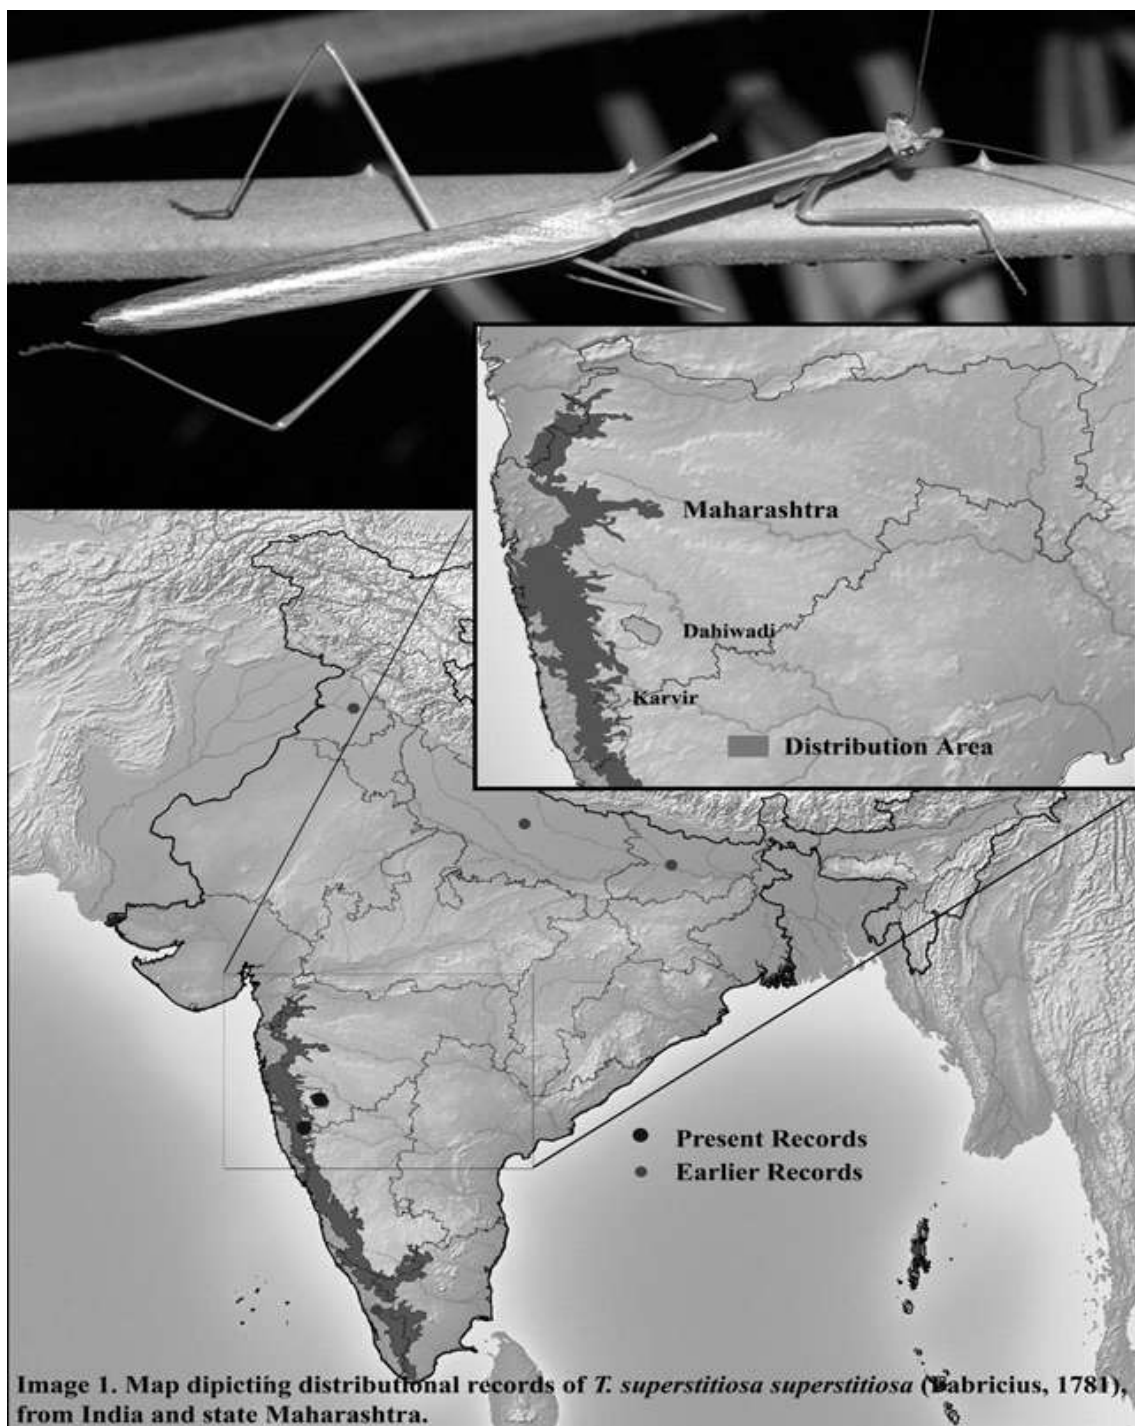 Maharashtra
Dahiwadi
Karvir
Distribution Area
Present Records
Earlier Records
Image 1. Map dipicting distributional records of T. superstitiosa superstitiosa (Fabricius, 1781),
from India and state Maharashtra.